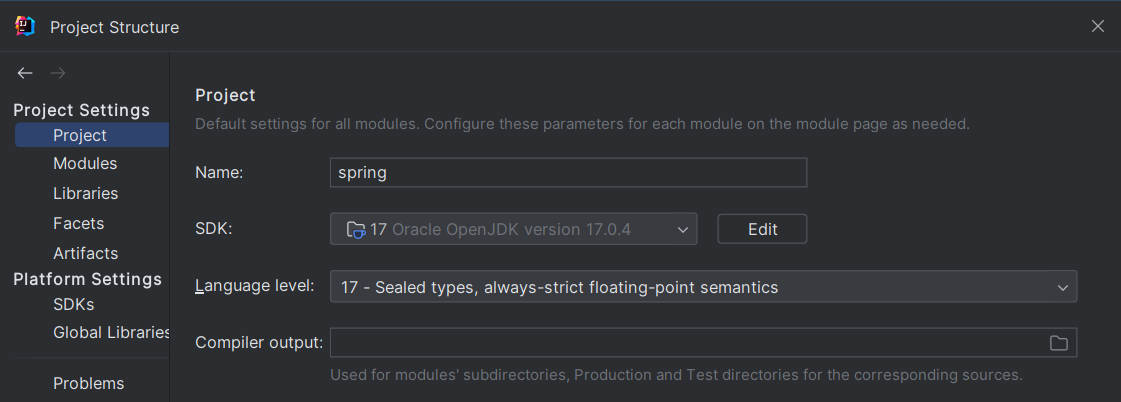 Project Structure
Project Settings
Project
Modules
Libraries
Facets
Artifacts
Platform Settings
SDKs
Global Libraries
Problems
Project
Default settings for all modules. Configure these parameters for each module on the module page as needed.
Name: spring
SDK: 17 Oracle OpenJDK version 17.0.4 Edit
Language level: 17 - Sealed types, always-strict floating-point semantics
Compiler output:
Used for modules' subdirectories, Production and Test directories for the corresponding sources.